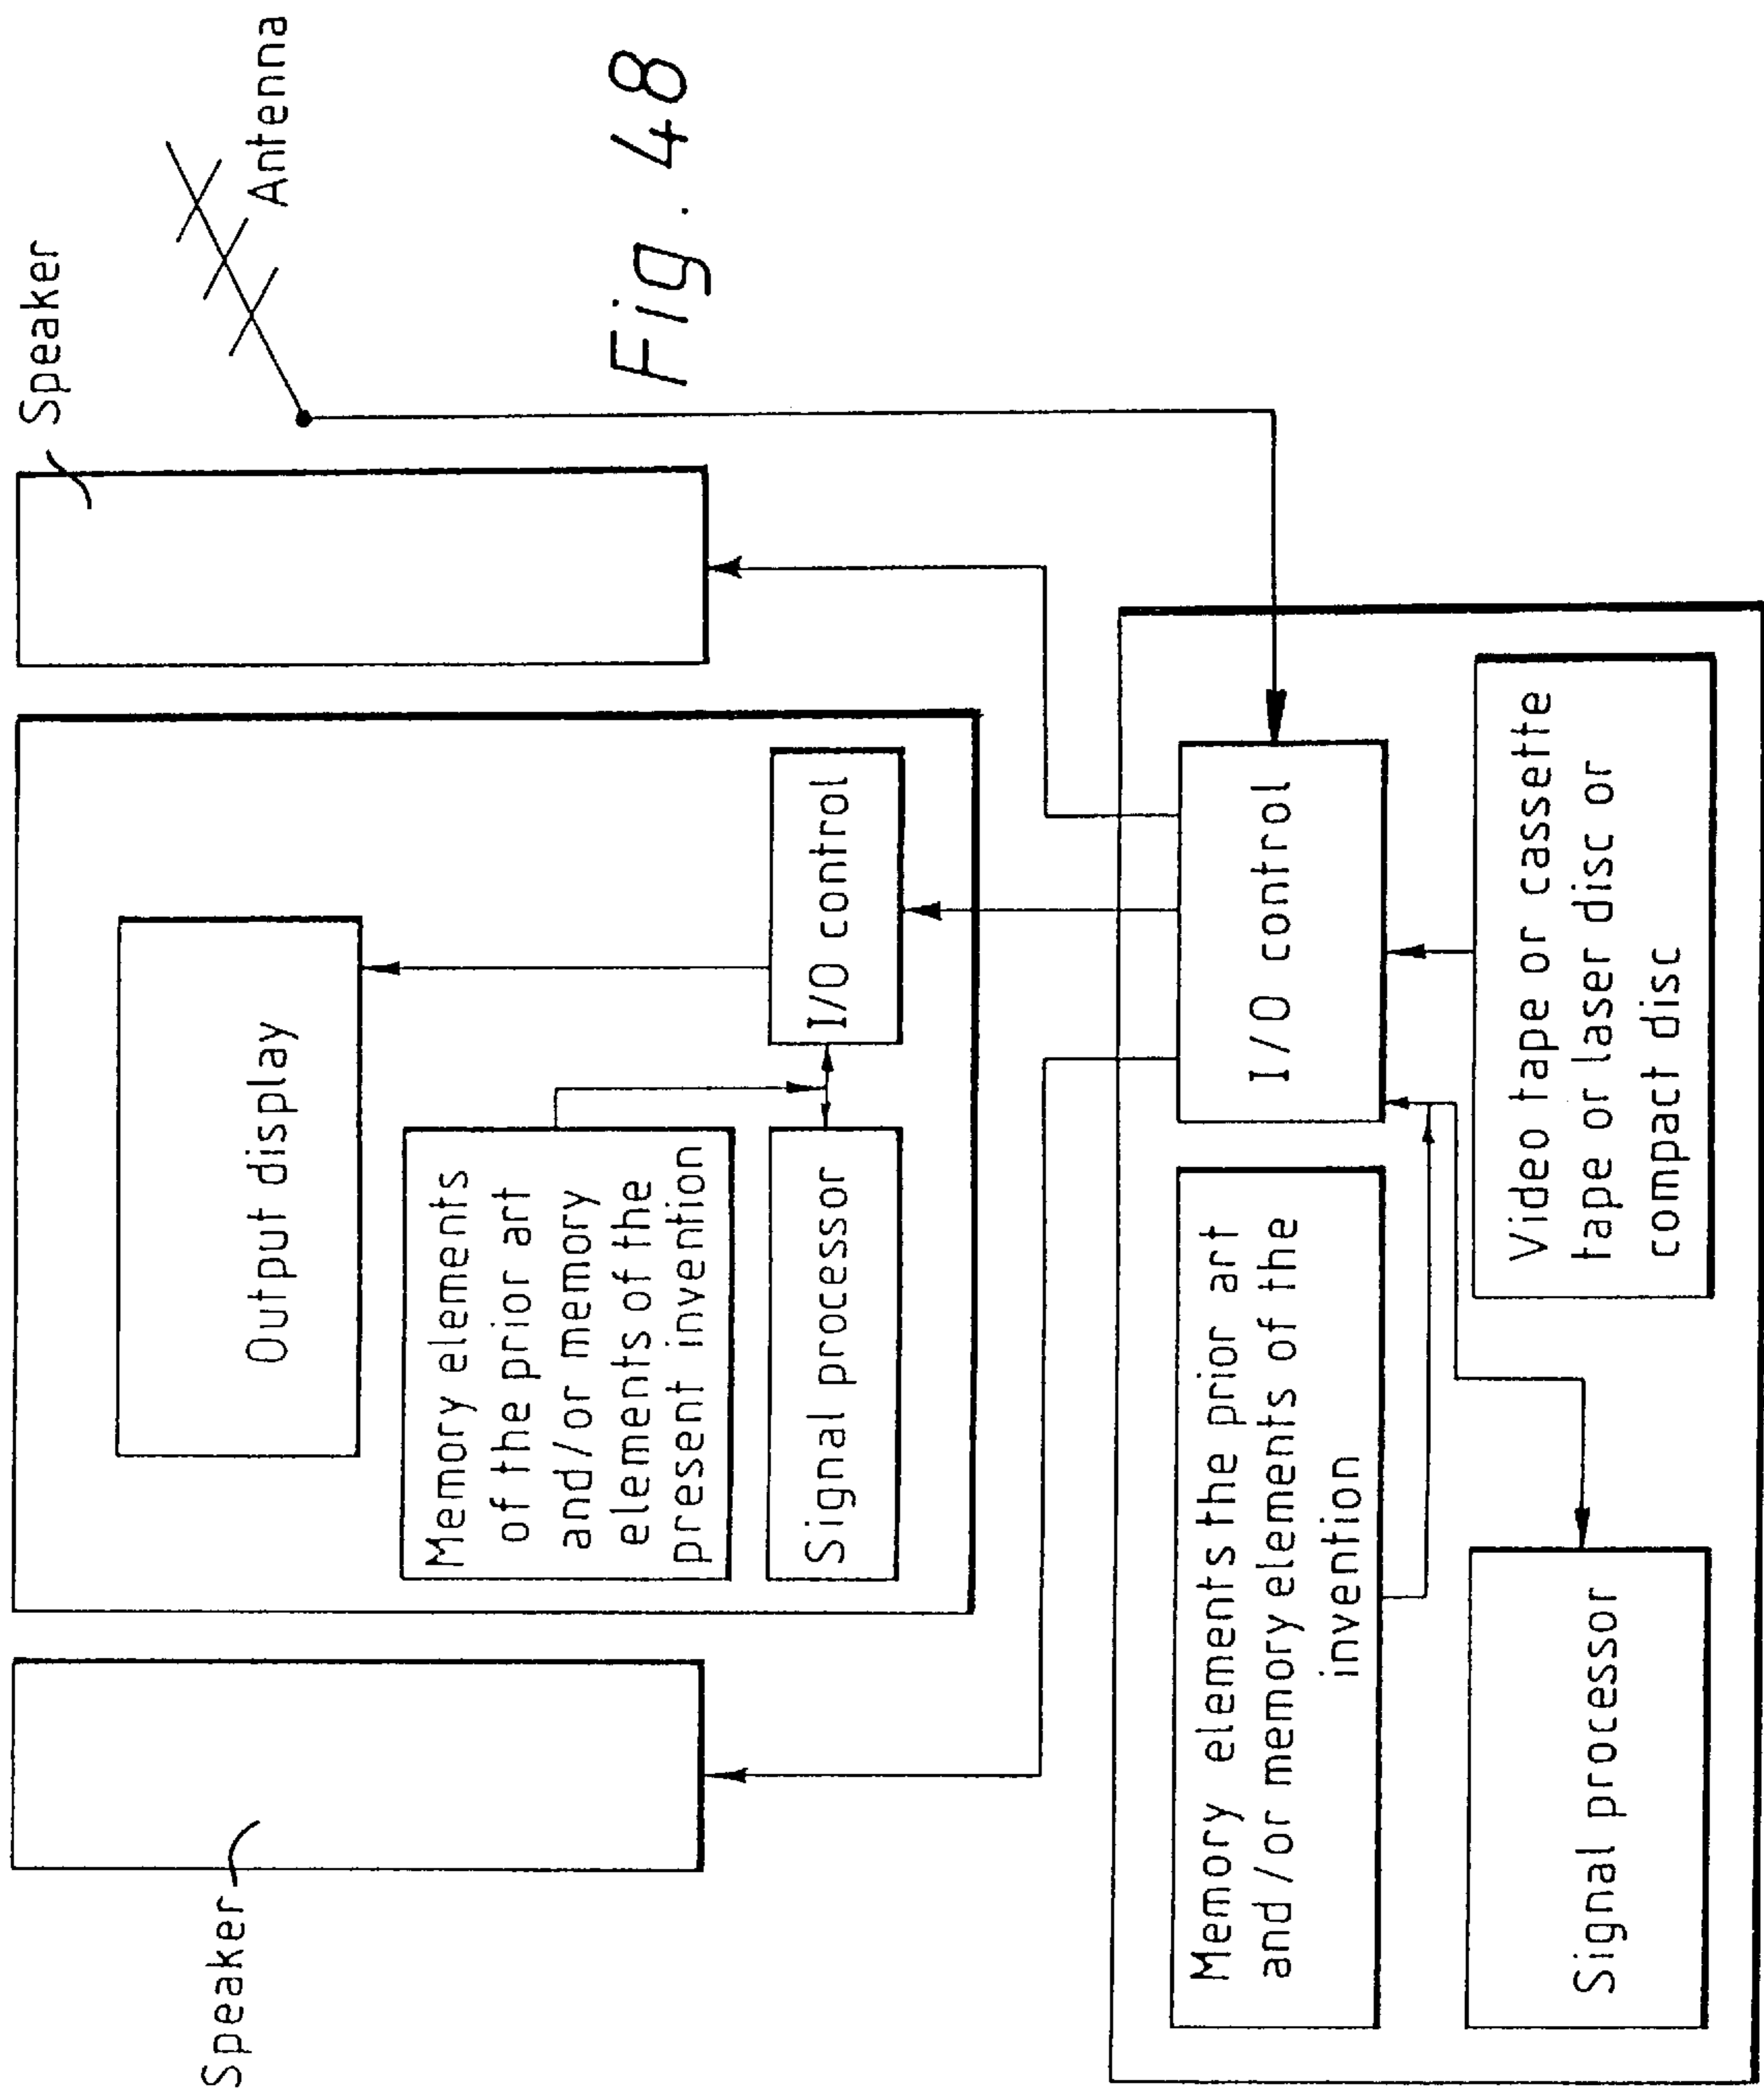 Speaker
Speaker
Antenna
Output display
Memory elements
of the prior art
and/or memory
elements of the
present invention
Signal processor
I/O control
Fig. 48
Memory elements the prior art
and/or memory elements of the
invention
I/O control
Signal processor
Video tape or cassette
tape or laser disc or
compact disc